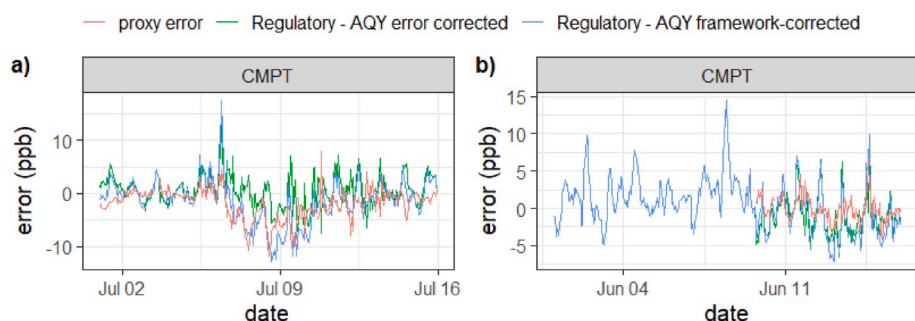 proxy error Regulatory - AQY error corrected Regulatory - AQY framework-corrected
a)
CMPT
error (ppb)
10
0
-10
Jul 02 Jul 09 Jul 16
date
b)
CMPT
error (ppb)
15
10
5
0
-5
Jun 04 Jun 11
date